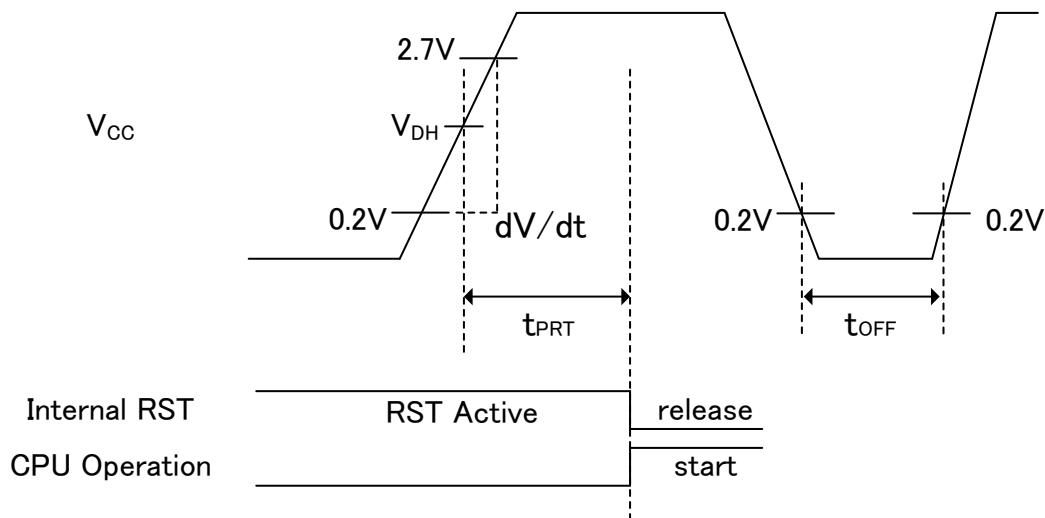 2.7V
VCC
VDH
0.2V
dV/dt
0.2V
0.2V
tPRT
tOFF
Internal RST
RST Active
release
CPU Operation
start